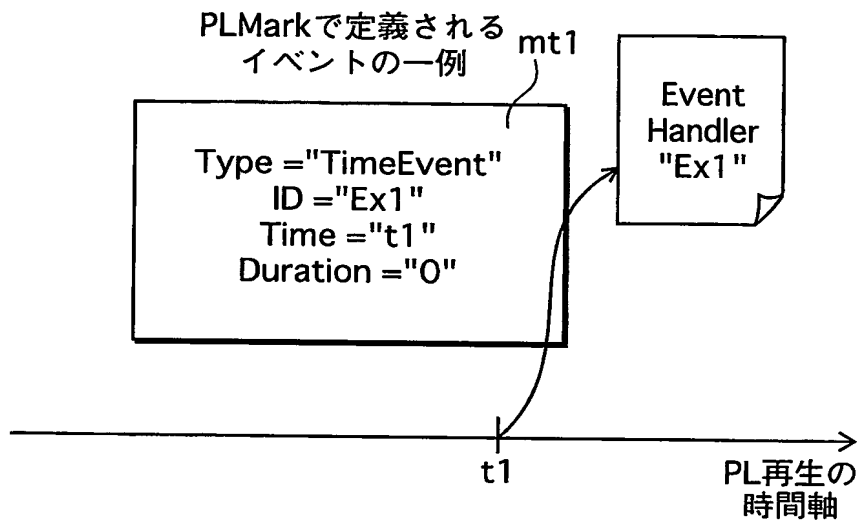 PLMarkで定義される
イベントの一例
mt1
Type ="TimeEvent"
ID ="Ex1"
Time ="t1"
Duration ="0"
Event
Handler
"Ex1"
t1
PL再生の
時間軸